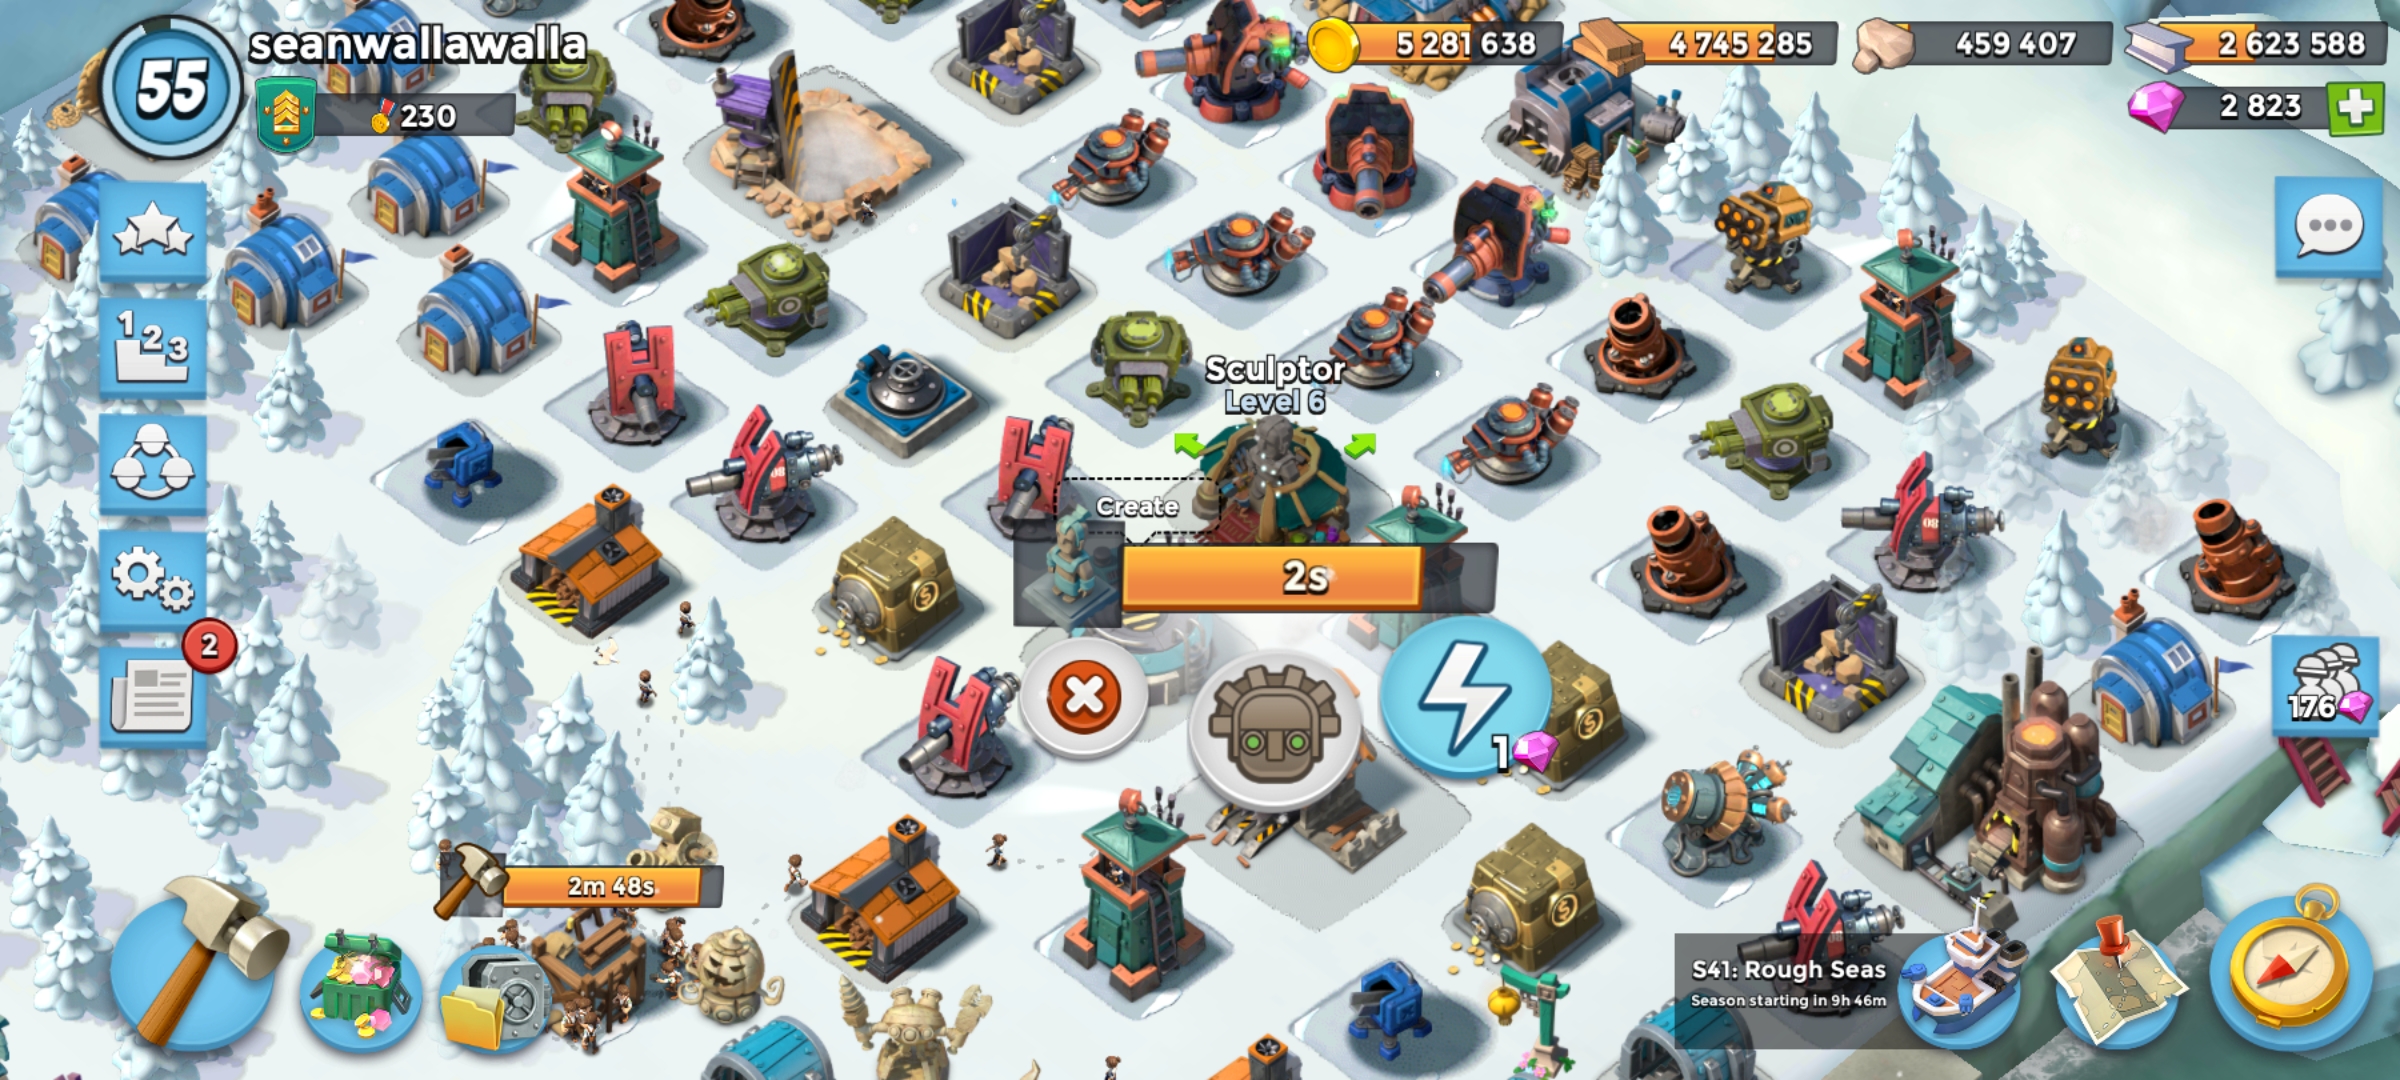 55
seanwallawalla
230
5 281 638
4 745 285
459 407
2 623 588
2 823
123
Sculptor
Level 6
Create
2s
2
1
176
2m 48s
S41: Rough Seas
Season starting in 9h 46m